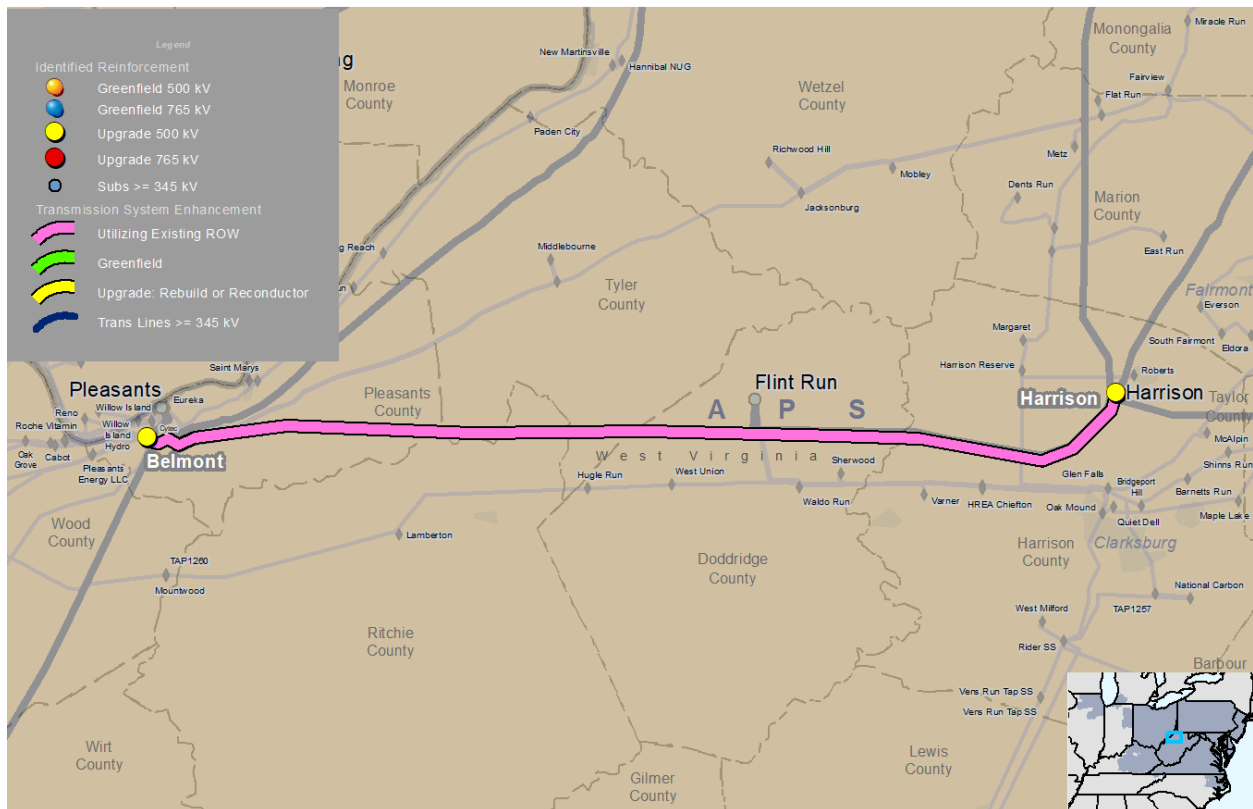 Legend
Identified Reinforcement
Greenfield 500 kV
Greenfield 765 kV
Upgrade 500 kV
Upgrade 765 kV
Subs >= 345 kV
Transmission System Enhancement
Utilizing Existing ROW
Greenfield
Upgrade: Rebuild or Reconductor
Trans Lines >= 345 kV
Monongalia
County
Miracle Run
New Martinsville
Hannibal NUG
Monroe
County
Wetzel
County
Fairview
Flat Run
Paden City
Richwood Hill
Mobley
Metz
Dents Run
Jacksonburg
Marion
County
East Run
Reach
Middlebourne
Tyler
County
Fairmont
Everson
South Fairmont
Eldora
Margaret
Harrison Reserve
Roberts
Saint Marys
Pleasants
Eureka
Willow Island
Reno
Roche Vitamin
Willow
Island
Hydro
Cytec
Oak
Grove
Cabot
Pleasants
Energy LLC
Belmont
Pleasants
County
Flint Run
A P S
Harrison
Harrison
Taylor
County
McAlpin
Shinns Run
West Virginia
Hugle Run
West Union
Sherwood
Waldo Run
Varner
HREA Chiefton
Glen Falls
Bridgeport
Hill
Barnetts Run
Maple Lake
Oak Mound
Quiet Dell
Clarksburg
Harrison
County
Wood
County
Lamberton
TAP1260
Mountwood
Doddridge
County
National Carbon
TAP1257
West Milford
Rider SS
Ritchie
County
Barbour
Vens Run Tap SS
Vens Run Tap SS
Wirt
County
Gilmer
County
Lewis
County